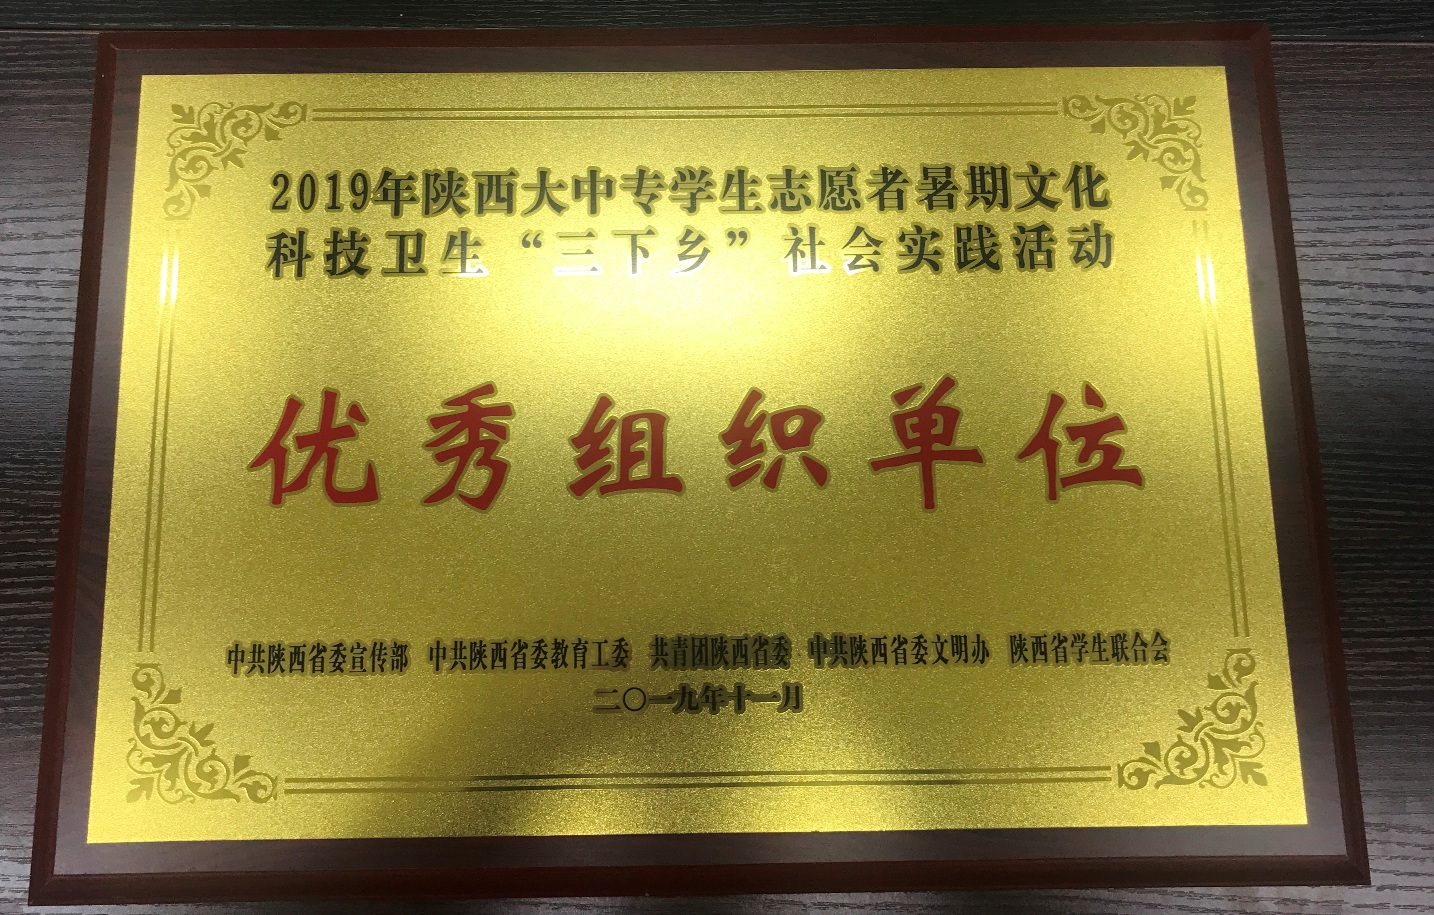 2019年陕西大中专学生志愿者暑期文化
科技卫生“三下乡”社会实践活动
优秀组织单位
中共陕西省委宣传部 中共陕西省委教育工委 共青团陕西省委 中共陕西省委文明办 陕西省学生联合会
二〇一九年十一月